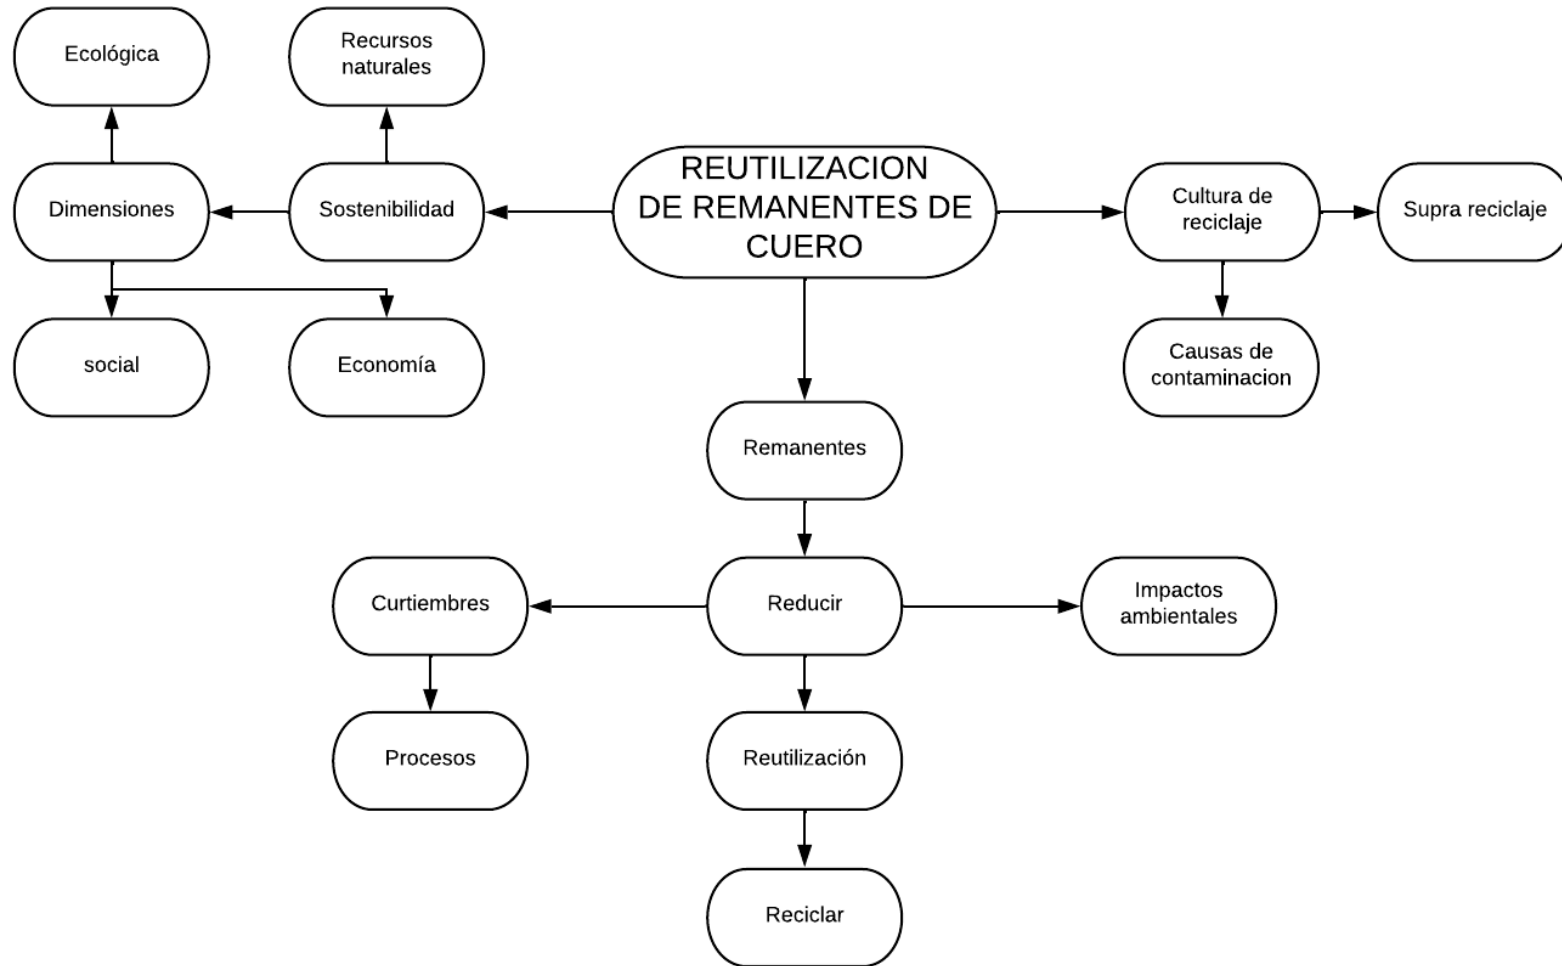 Ecológica
Recursos
naturales
REUTILIZACION
DE REMANENTES DE
CUERO
Dimensiones
Sostenibilidad
Cultura de
reciclaje
Supra reciclaje
social
Economía
Causas de
contaminacion
Remanentes
Curtiembres
Reducir
Impactos
ambientales
Procesos
Reutilización
Reciclar